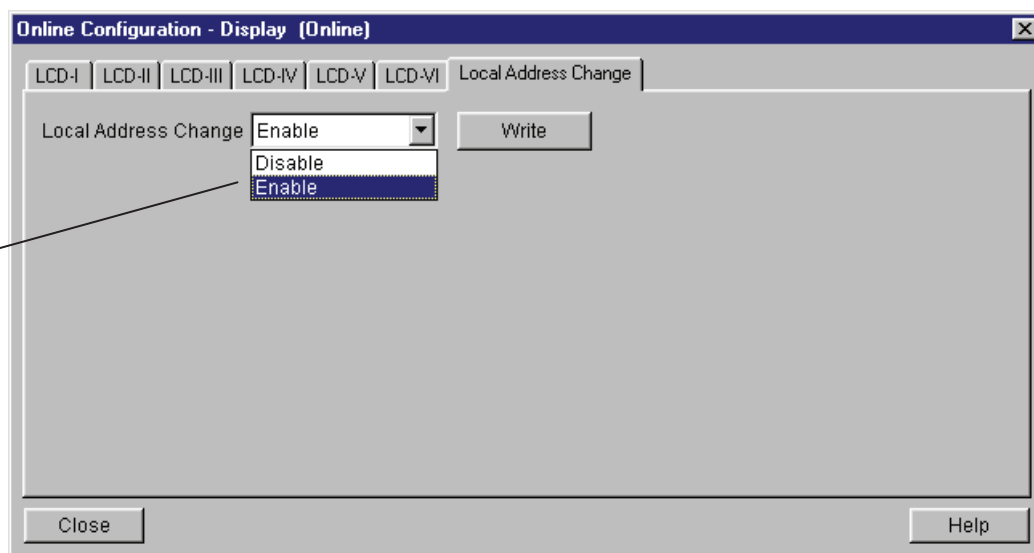 Online Configuration - Display (Online)
LCD-I LCD-II LCD-III LCD-IV LCD-V LCD-VI Local Address Change
Local Address Change Enable Write
Disable
Enable
Close Help